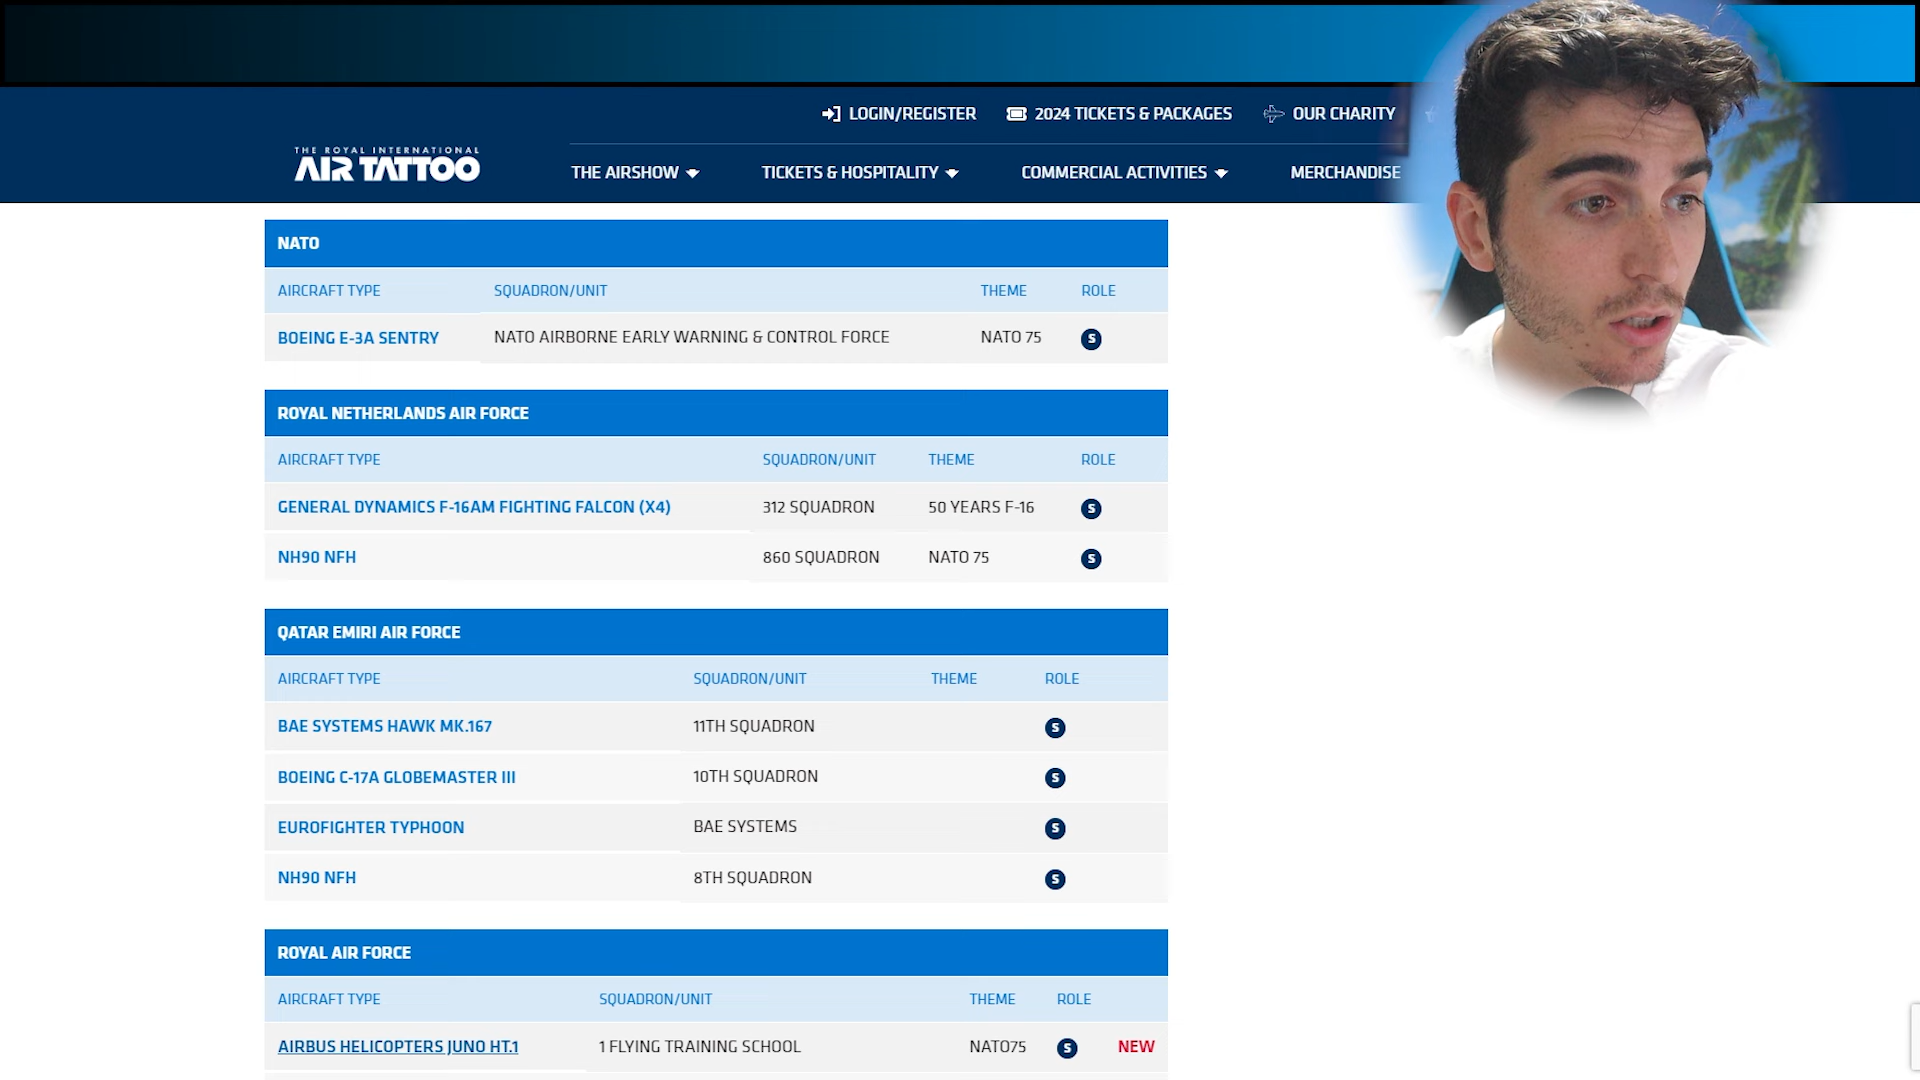 LOGIN/REGISTER 2024 TICKETS & PACKAGES OUR CHARITY
THE ROYAL INTERNATIONAL
AIR TATTOO
THE AIRSHOW TICKETS & HOSPITALITY COMMERCIAL ACTIVITIES MERCHANDISE
NATO
AIRCRAFT TYPE SQUADRON/UNIT THEME ROLE
BOEING E-3A SENTRY NATO AIRBORNE EARLY WARNING & CONTROL FORCE NATO 75 S
ROYAL NETHERLANDS AIR FORCE
AIRCRAFT TYPE SQUADRON/UNIT THEME ROLE
GENERAL DYNAMICS F-16AM FIGHTING FALCON (X4) 312 SQUADRON 50 YEARS F-16 S
NH90 NFH 860 SQUADRON NATO 75 S
QATAR EMIRI AIR FORCE
AIRCRAFT TYPE SQUADRON/UNIT THEME ROLE
BAE SYSTEMS HAWK MK.167 11TH SQUADRON S
BOEING C-17A GLOBEMASTER III 10TH SQUADRON S
EUROFIGHTER TYPHOON BAE SYSTEMS S
NH90 NFH 8TH SQUADRON S
ROYAL AIR FORCE
AIRCRAFT TYPE SQUADRON/UNIT THEME ROLE
AIRBUS HELICOPTERS JUNO HT.1 1 FLYING TRAINING SCHOOL NATO75 S NEW